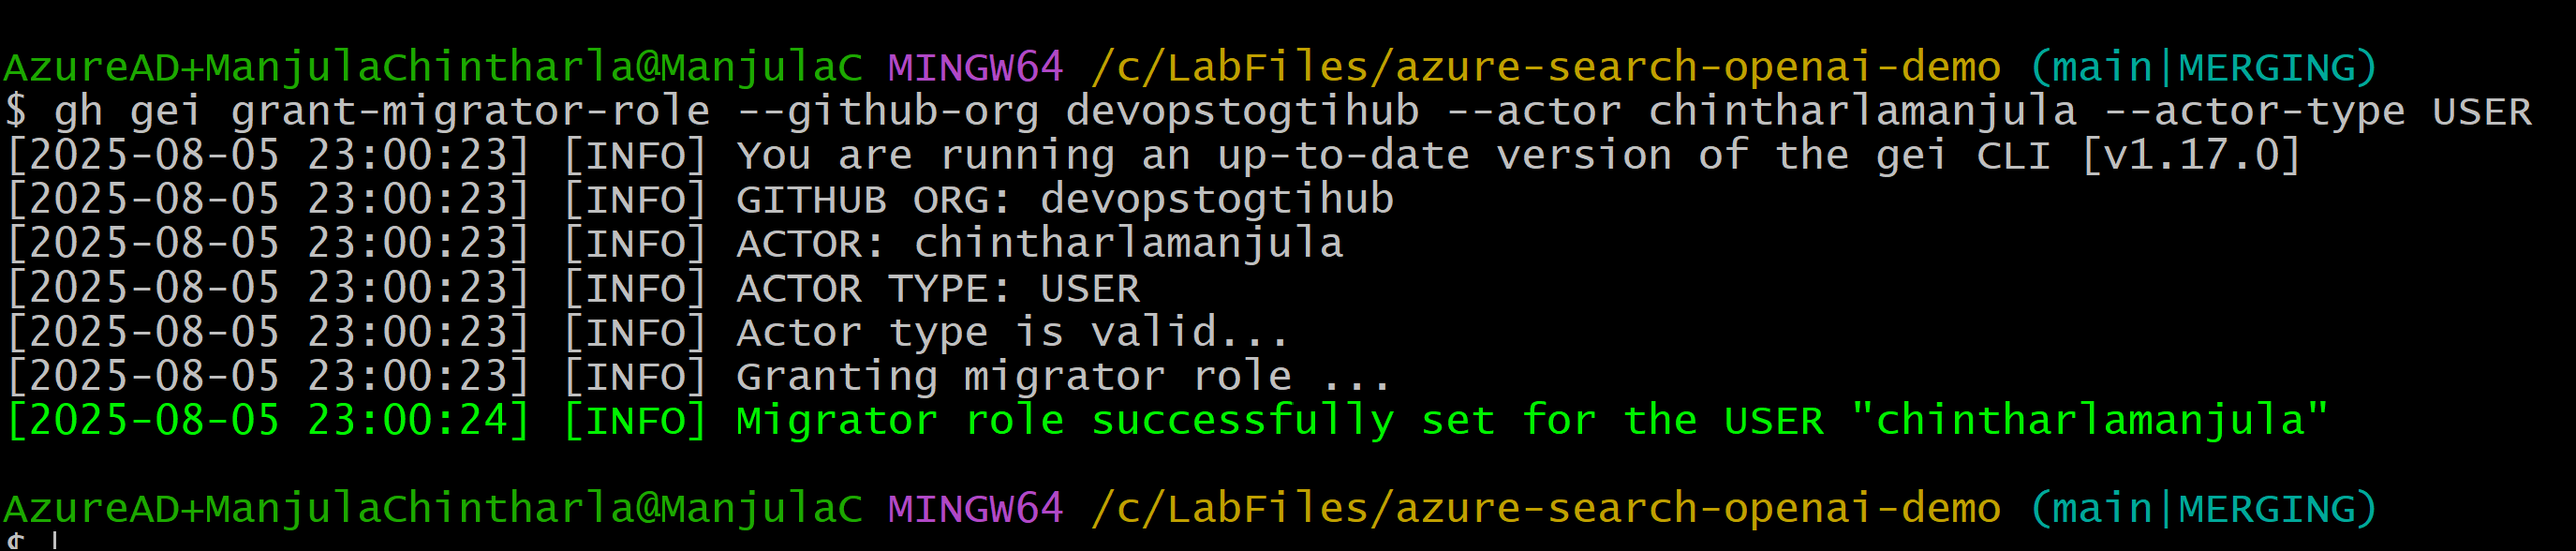 AzureAD+ManjulaChintharla@ManjulaC MINGW64 /c/LabFiles/azure-search-openai-demo (main|MERGING)
$ gh gei grant-migrator-role --github-org devopstogtihub --actor chintharlamanjula --actor-type USER
[2025-08-05 23:00:23] [INFO] You are running an up-to-date version of the gei CLI [v1.17.0]
[2025-08-05 23:00:23] [INFO] GITHUB ORG: devopstogtihub
[2025-08-05 23:00:23] [INFO] ACTOR: chintharlamanjula
[2025-08-05 23:00:23] [INFO] ACTOR TYPE: USER
[2025-08-05 23:00:23] [INFO] Actor type is valid...
[2025-08-05 23:00:23] [INFO] Granting migrator role ...
[2025-08-05 23:00:24] [INFO] Migrator role successfully set for the USER "chintharlamanjula"
AzureAD+ManjulaChintharla@ManjulaC MINGW64 /c/LabFiles/azure-search-openai-demo (main|MERGING)
$